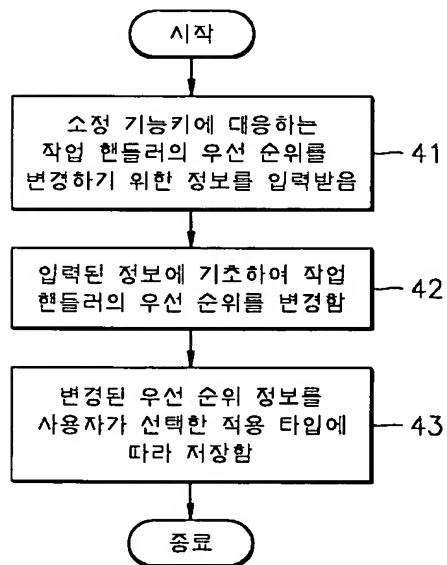 시작
소정 기능키에 대응하는
작업 핸들러의 우선 순위를
변경하기 위한 정보를 입력받음
41
입력된 정보에 기초하여 작업
핸들러의 우선 순위를 변경함
42
변경된 우선 순위 정보를
사용자가 선택한 적용 타입에
따라 저장함
43
종료